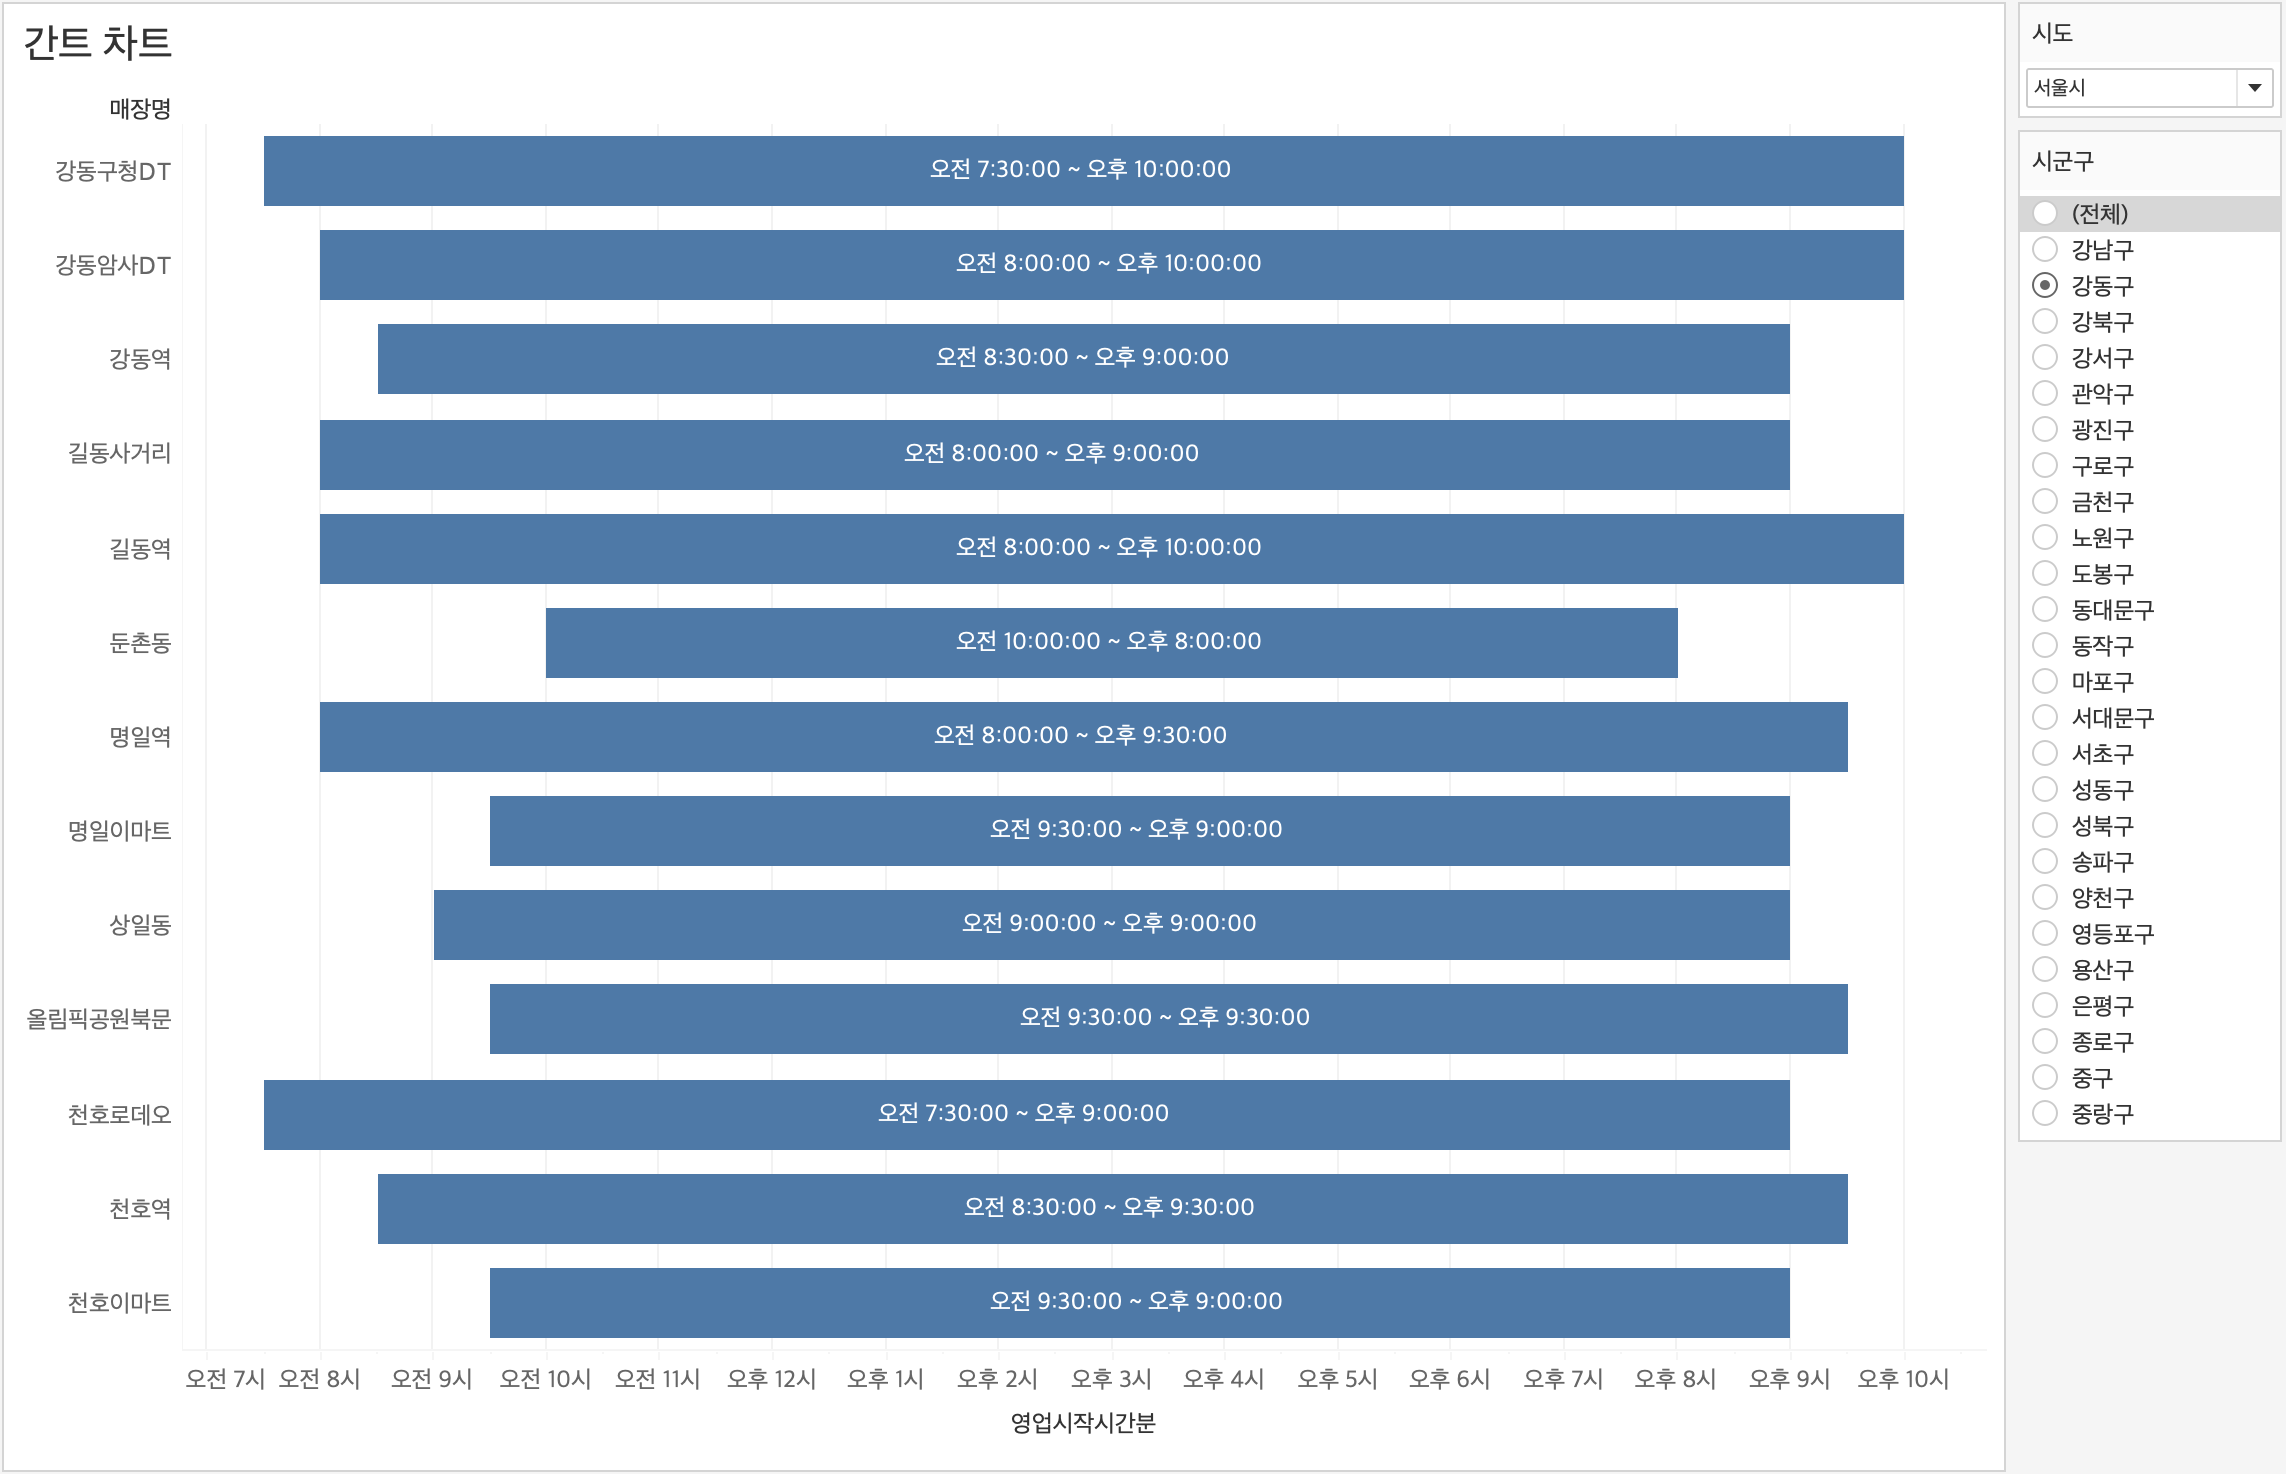 간트 차트
매장명
강동구청DT
오전 7:30:00 ~ 오후 10:00:00
강동암사DT
오전 8:00:00 ~ 오후 10:00:00
강동역
오전 8:30:00 ~ 오후 9:00:00
길동사거리
오전 8:00:00 ~ 오후 9:00:00
길동역
오전 8:00:00 ~ 오후 10:00:00
둔촌동
오전 10:00:00 ~ 오후 8:00:00
명일역
오전 8:00:00 ~ 오후 9:30:00
명일이마트
오전 9:30:00 ~ 오후 9:00:00
상일동
오전 9:00:00 ~ 오후 9:00:00
올림픽공원북문
오전 9:30:00 ~ 오후 9:30:00
천호로데오
오전 7:30:00 ~ 오후 9:00:00
천호역
오전 8:30:00 ~ 오후 9:30:00
천호이마트
오전 9:30:00 ~ 오후 9:00:00
오전 7시 오전 8시 오전 9시 오전 10시 오전 11시 오후 12시 오후 1시 오후 2시 오후 3시 오후 4시 오후 5시 오후 6시 오후 7시 오후 8시 오후 9시 오후 10시
영업시작시간분
시도
서울시
시군구
(전체)
강남구
강동구
강북구
강서구
관악구
광진구
구로구
금천구
노원구
도봉구
동대문구
동작구
마포구
서대문구
서초구
성동구
성북구
송파구
양천구
영등포구
용산구
은평구
종로구
중구
중랑구